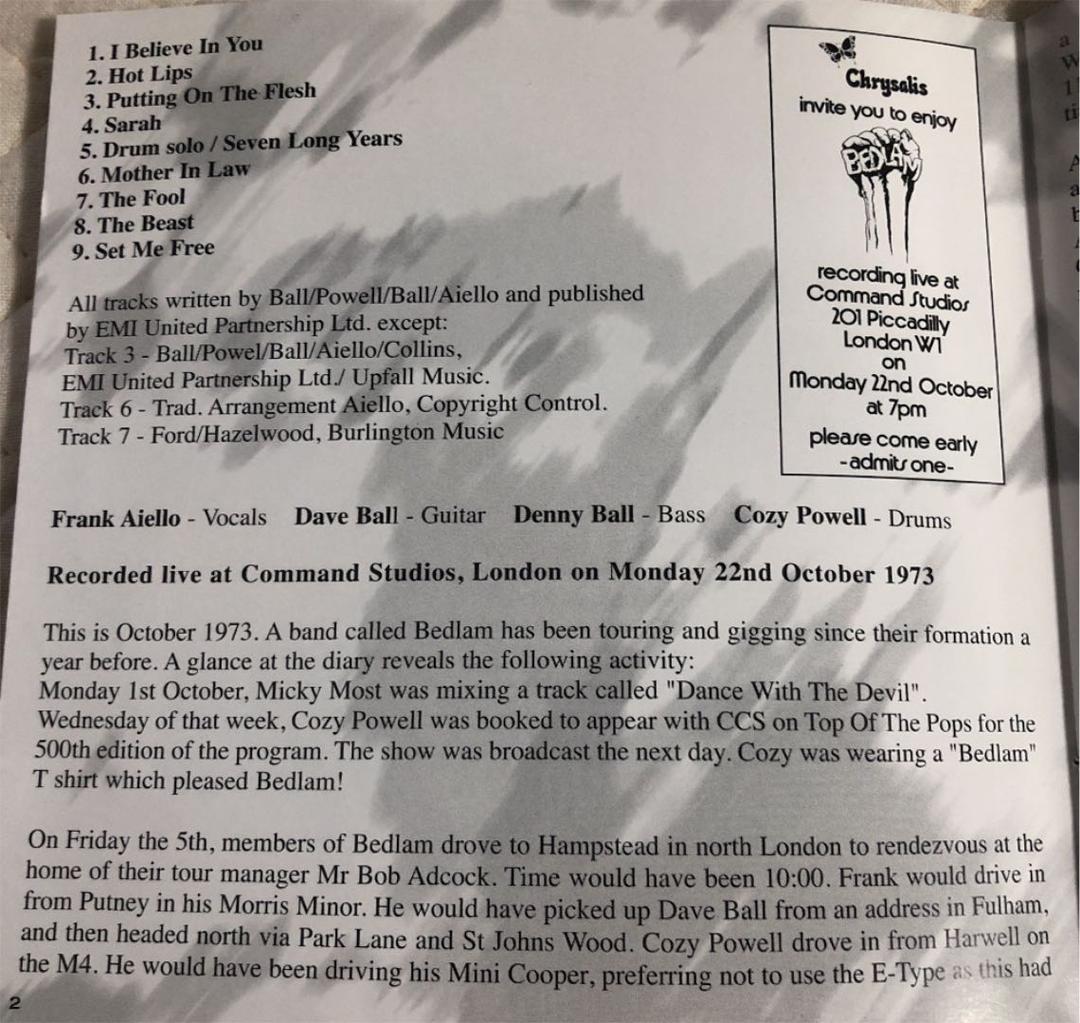 1. I Believe In You
2. Hot Lips
3. Putting On The Flesh
4. Sarah
5. Drum solo / Seven Long Years
6. Mother In Law
7. The Fool
8. The Beast
9. Set Me Free
All tracks written by Ball/Powell/Ball/Aiello and published
by EMI United Partnership Ltd. except:
Track 3 - Ball/Powel/Ball/Aiello/Collins,
EMI United Partnership Ltd./ Upfall Music.
Track 6 - Trad. Arrangement Aiello, Copyright Control.
Track 7 - Ford/Hazelwood, Burlington Music
Chrysalis
invite you to enjoy
BEDLAM
recording live at
Command Studios
201 Piccadilly
London W1
on
Monday 22nd October
at 7pm
please come early
-admits one-
Frank Aiello - Vocals Dave Ball - Guitar Denny Ball - Bass Cozy Powell - Drums
Recorded live at Command Studios, London on Monday 22nd October 1973
This is October 1973. A band called Bedlam has been touring and gigging since their formation a
year before. A glance at the diary reveals the following activity:
Monday 1st October, Micky Most was mixing a track called "Dance With The Devil".
Wednesday of that week, Cozy Powell was booked to appear with CCS on Top Of The Pops for the
500th edition of the program. The show was broadcast the next day. Cozy was wearing a "Bedlam"
T shirt which pleased Bedlam!
On Friday the 5th, members of Bedlam drove to Hampstead in north London to rendezvous at the
home of their tour manager Mr Bob Adcock. Time would have been 10:00. Frank would drive in
from Putney in his Morris Minor. He would have picked up Dave Ball from an address in Fulham,
and then headed north via Park Lane and St Johns Wood. Cozy Powell drove in from Harwell on
the M4. He would have been driving his Mini Cooper, preferring not to use the E-Type as this had
2